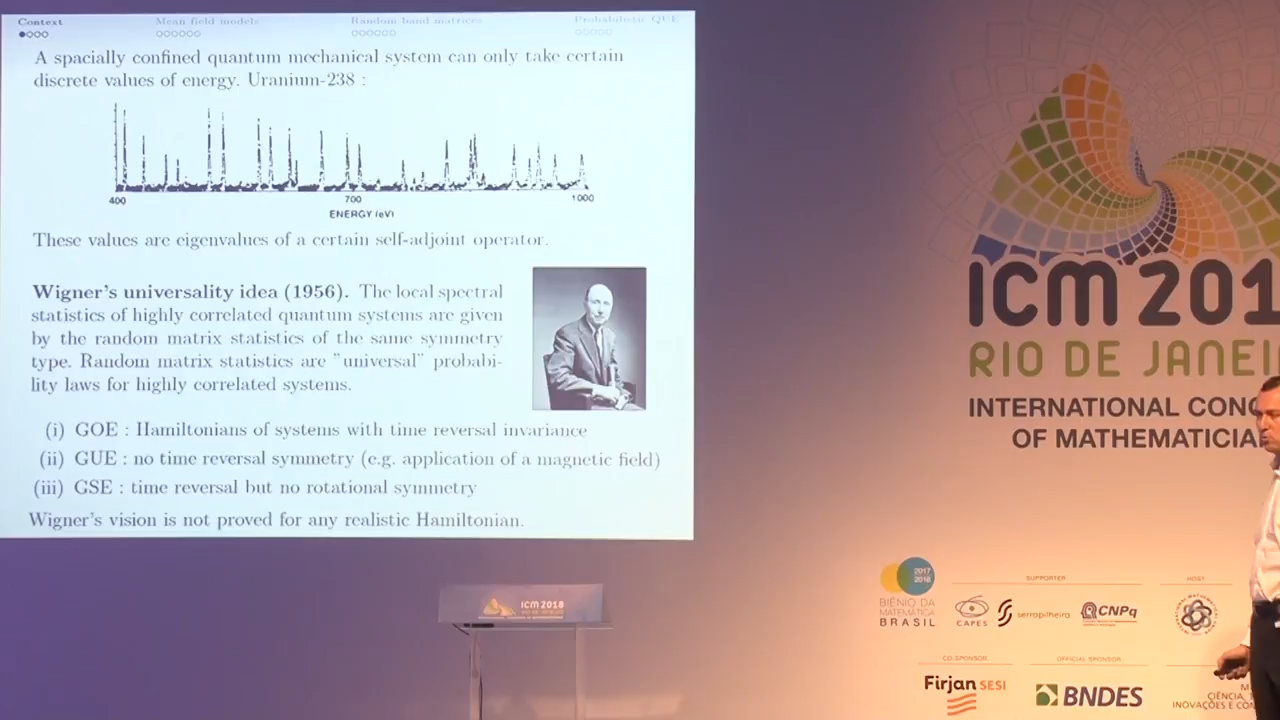 Context Mean field models Random band matrices Probabilistic QUE
A spacially confined quantum mechanical system can only take certain
discrete values of energy. Uranium-238 :
400 700 1000
ENERGY (eV)
These values are eigenvalues of a certain self-adjoint operator.
Wigner's universality idea (1956). The local spectral
statistics of highly correlated quantum systems are given
by the random matrix statistics of the same symmetry
type. Random matrix statistics are "universal" probabi-
lity laws for highly correlated systems.
(i) GOE : Hamiltonians of systems with time reversal invariance
(ii) GUE : no time reversal symmetry (e.g. application of a magnetic field)
(iii) GSE : time reversal but no rotational symmetry
Wigner's vision is not proved for any realistic Hamiltonian.
ICM 2018
ICM 201
RIO DE JANEI
INTERNATIONAL CONG
OF MATHEMATICIA
2017
2018
BIÊNIO DA
MATEMÁTICA
BRASIL
SUPPORTER
CAPES
serrapilheira
CNPq
HOST
CO-SPONSOR
Firjan SESI
OFFICIAL SPONSOR
BNDES
M
CIÊNCIA, T
INOVAÇÕES E CO